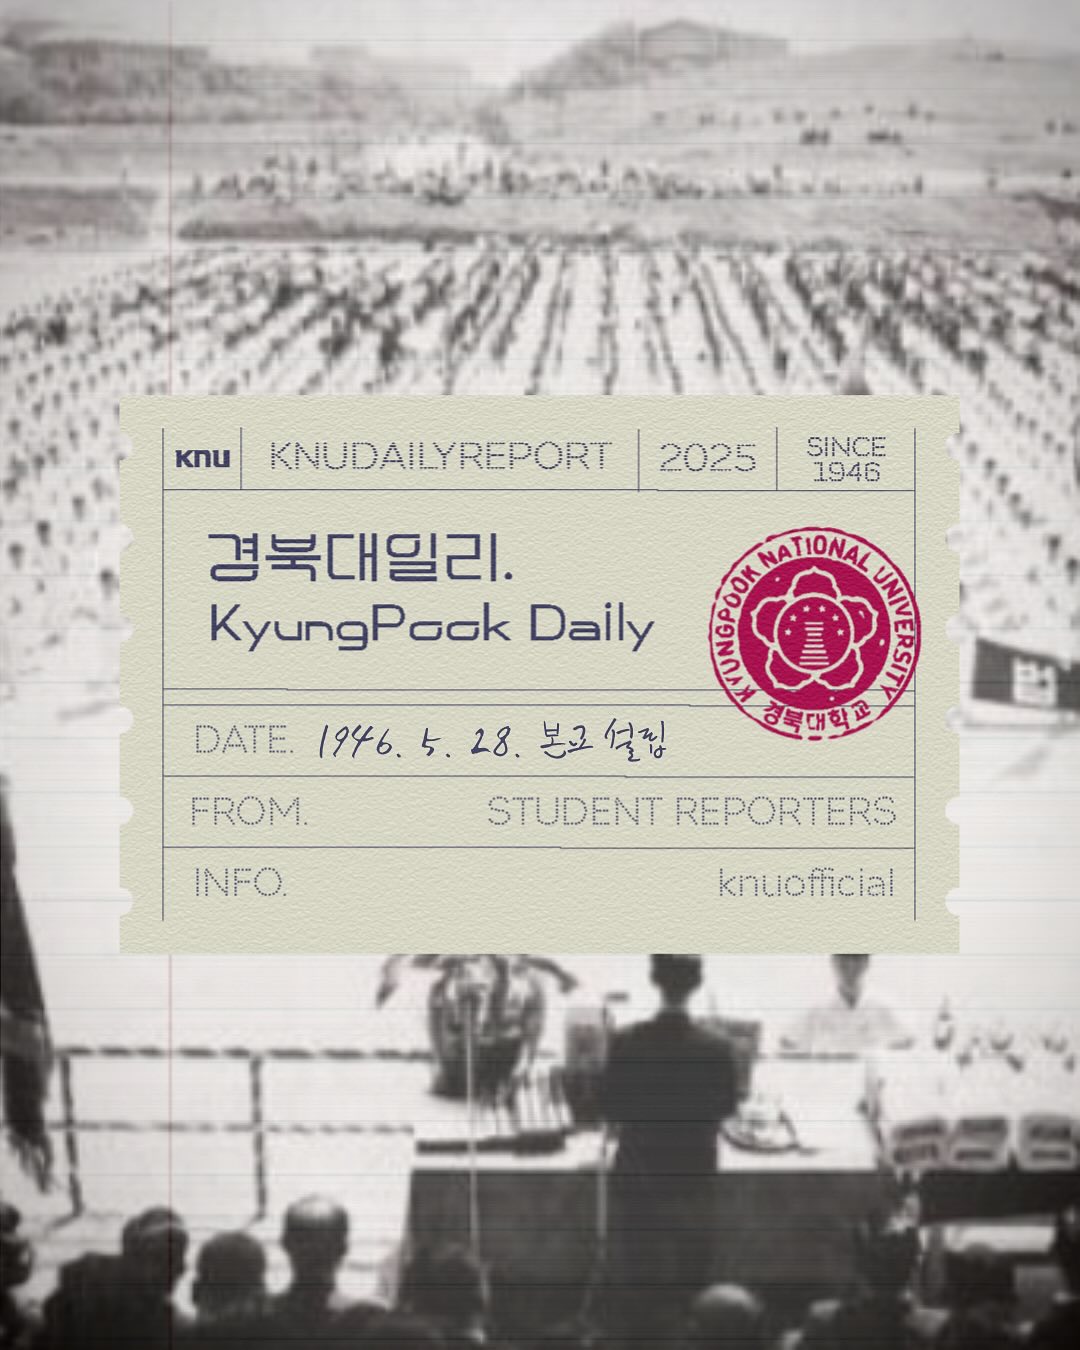 KNU
KNUDAILYREPORT
2025
SINCE
1946
경북대일리.
KyungPook Daily
KYUNGPOOK NATIONAL UNIVERSITY
경북대학교
DATE. 1946. 5. 28. 본교 설립
FROM. STUDENT REPORTERS
INFO. knuofficial